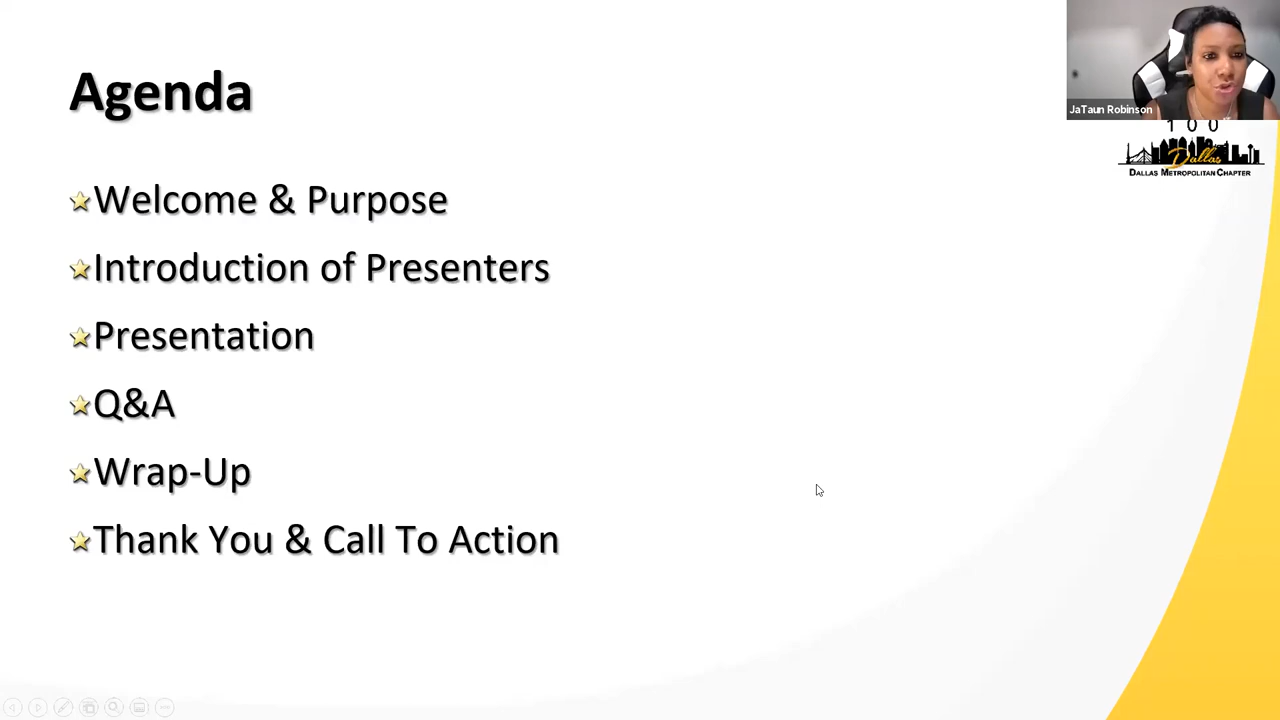 Agenda
Welcome & Purpose
Introduction of Presenters
Presentation
Q&A
Wrap-Up
Thank You & Call To Action
JaTaun Robinson
100
Dallas
DALLAS METROPOLITAN CHAPTER